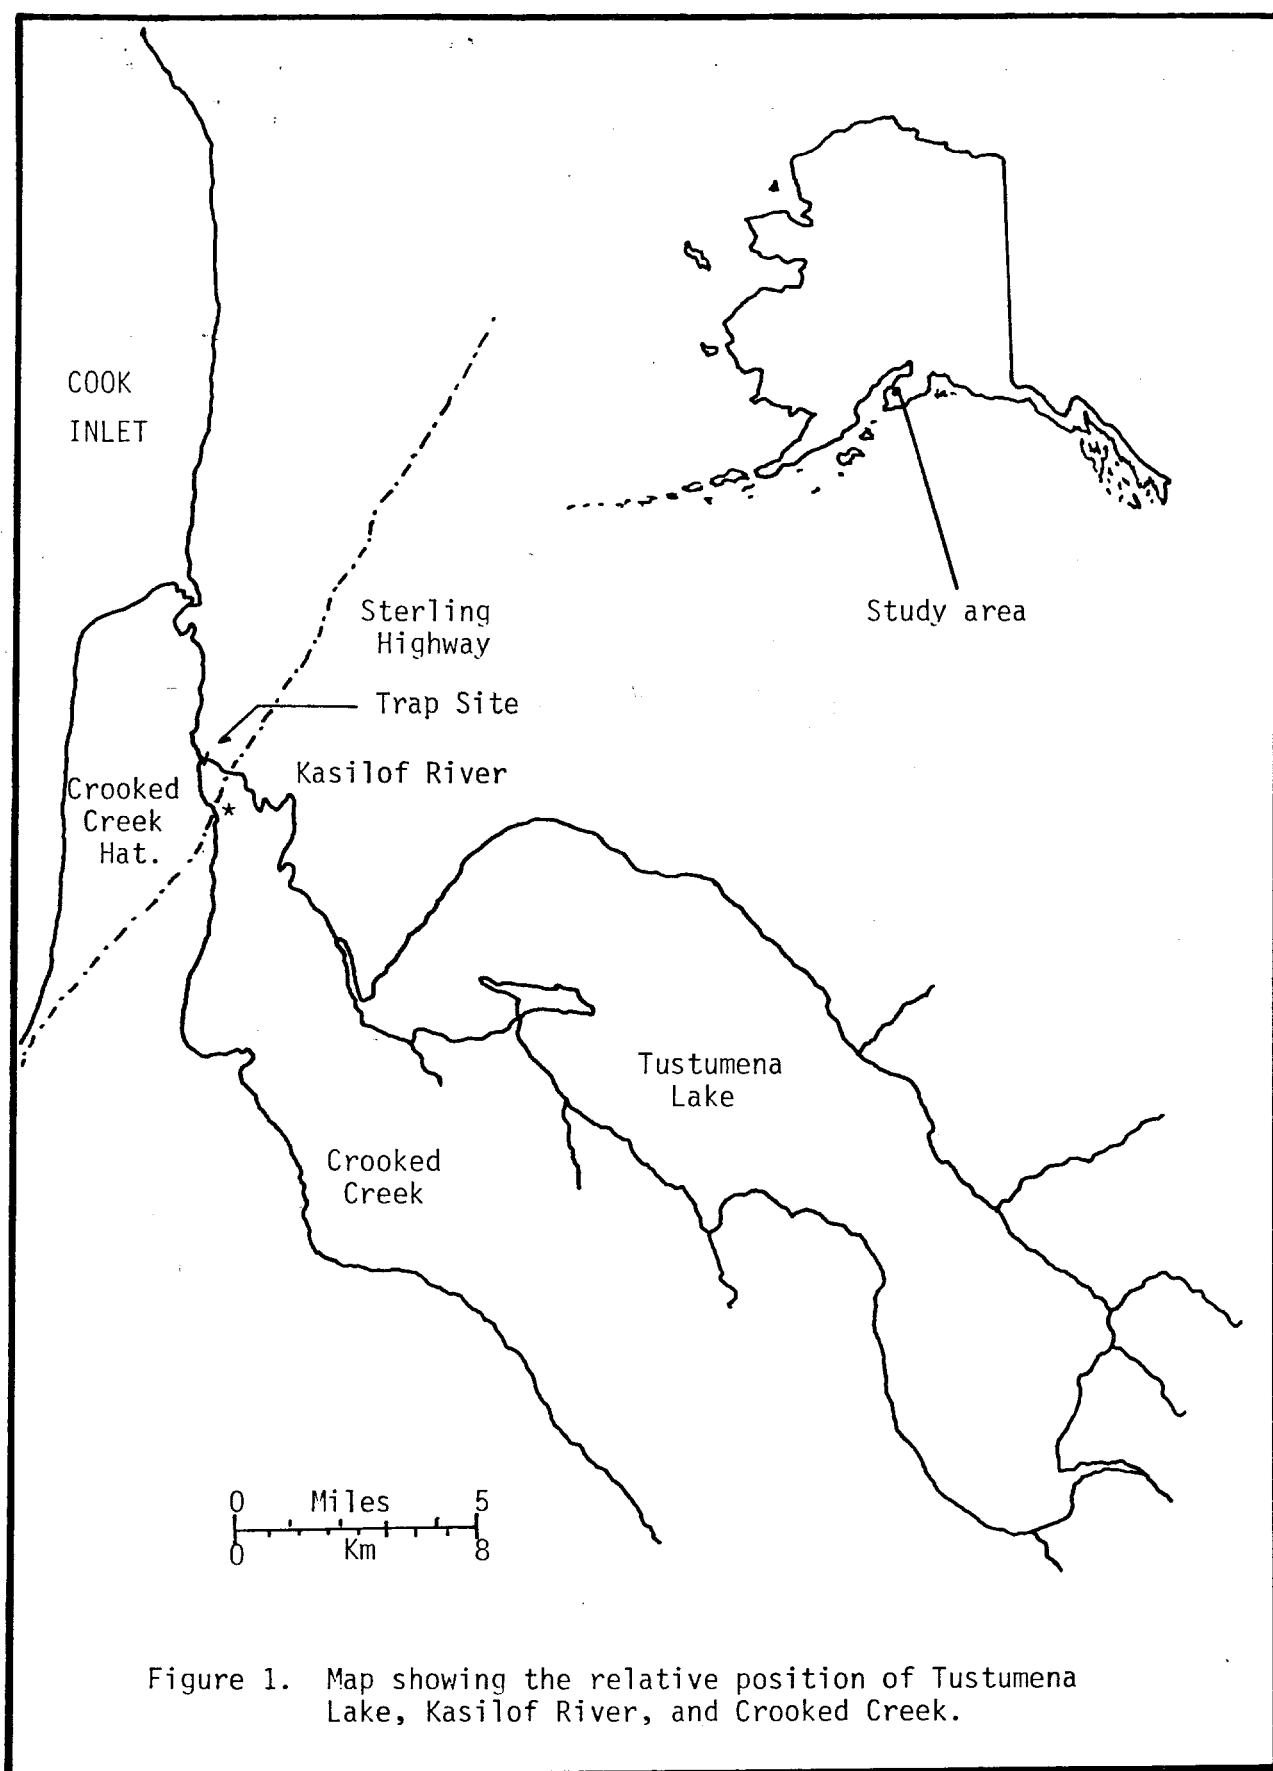 COOK
INLET
Study area
Sterling
Highway
Trap Site
Kasilof River
Crooked
Creek
Hat.
*
Tustumena
Lake
Crooked
Creek
0 Miles 5
0 Km 8
Figure 1. Map showing the relative position of Tustumena
Lake, Kasilof River, and Crooked Creek.